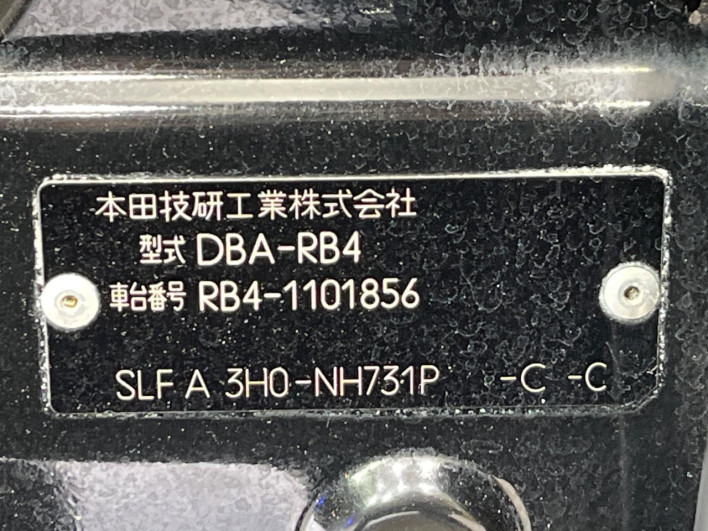 本田技研工業株式会社
型式 DBA-RB4
車台番号 RB4-1101856
SLF A 3H0-NH731P -C -C